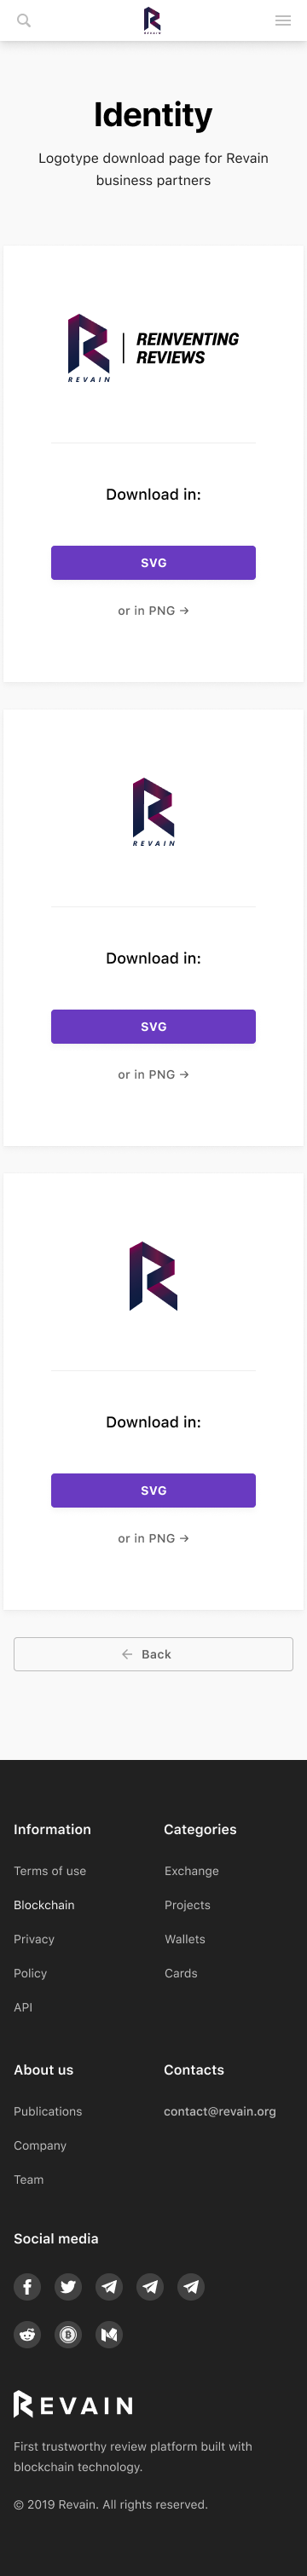 REVAIN
Identity
Logotype download page for Revain
business partners
REINVENTING
REVIEWS
REVAIN
Download in:
SVG
or in PNG →
REVAIN
Download in:
SVG
or in PNG →
Download in:
SVG
or in PNG →
← Back
Information
Categories
Terms of use
Exchange
Blockchain
Projects
Privacy
Wallets
Policy
Cards
API
About us
Contacts
Publications
contact@revain.org
Company
Team
Social media
REVAIN
First trustworthy review platform built with
blockchain technology.
© 2019 Revain. All rights reserved.